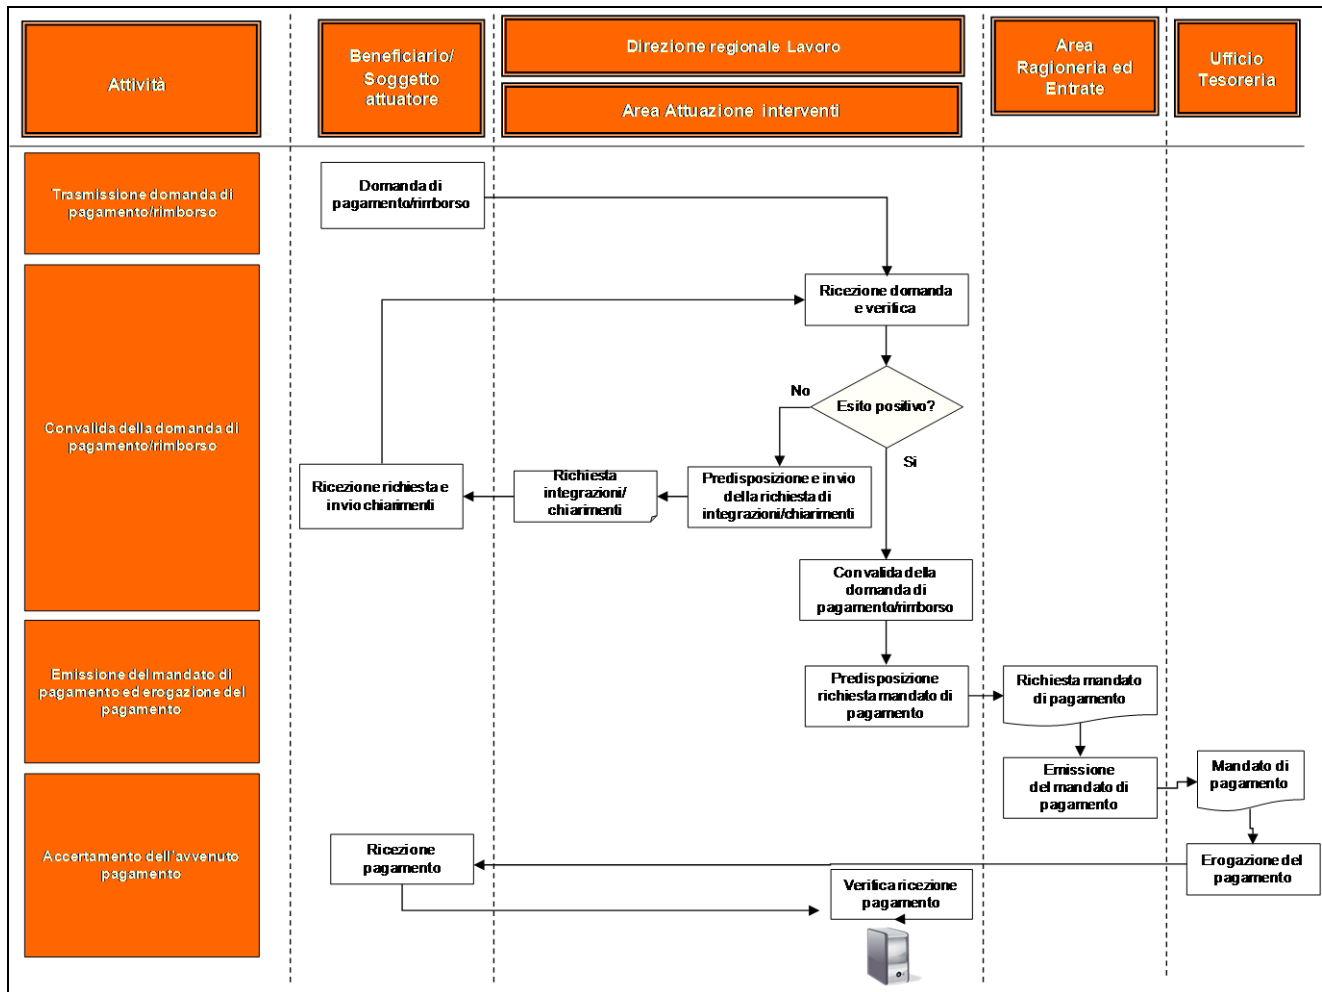 Attività
Beneficiario/
Soggetto
attuatore
Direzione regionale Lavoro
Area Attuazione interventi
Area
Ragioneria ed
Entrate
Ufficio
Tesoreria
Trasmissione domanda di
pagamento/rimborso
Domanda di
pagamento/rimborso
Convalida della domanda di
pagamento/rimborso
Ricezione domanda
e verifica
Esito positivo?
No
Si
Predisposizione e invio
della richiesta di
integrazioni/chiarimenti
Richiesta
integrazioni/
chiarimenti
Ricezione richiesta e
invio chiarimenti
Convalida della
domanda di
pagamento/rimborso
Emissione del mandato di
pagamento ed erogazione del
pagamento
Predisposizione
richiesta mandato di
pagamento
Richiesta mandato
di pagamento
Emissione
del mandato di
pagamento
Mandato di
pagamento
Accertamento dell'avvenuto
pagamento
Ricezione
pagamento
Erogazione del
pagamento
Verifica ricezione
pagamento